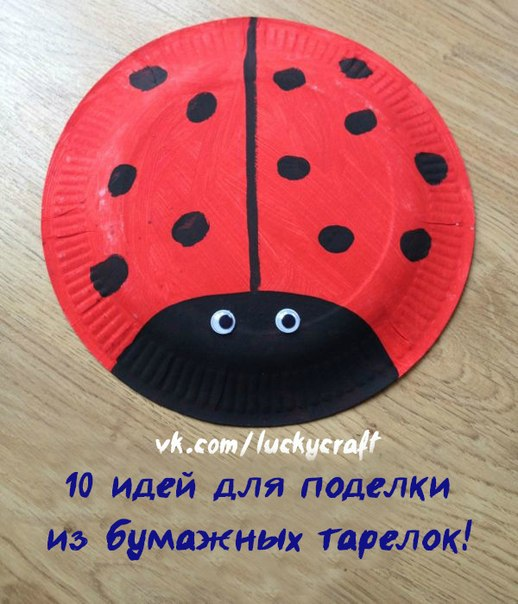 vk.com/luckycraft
10 идей для поделки
из бумажных тарелок!